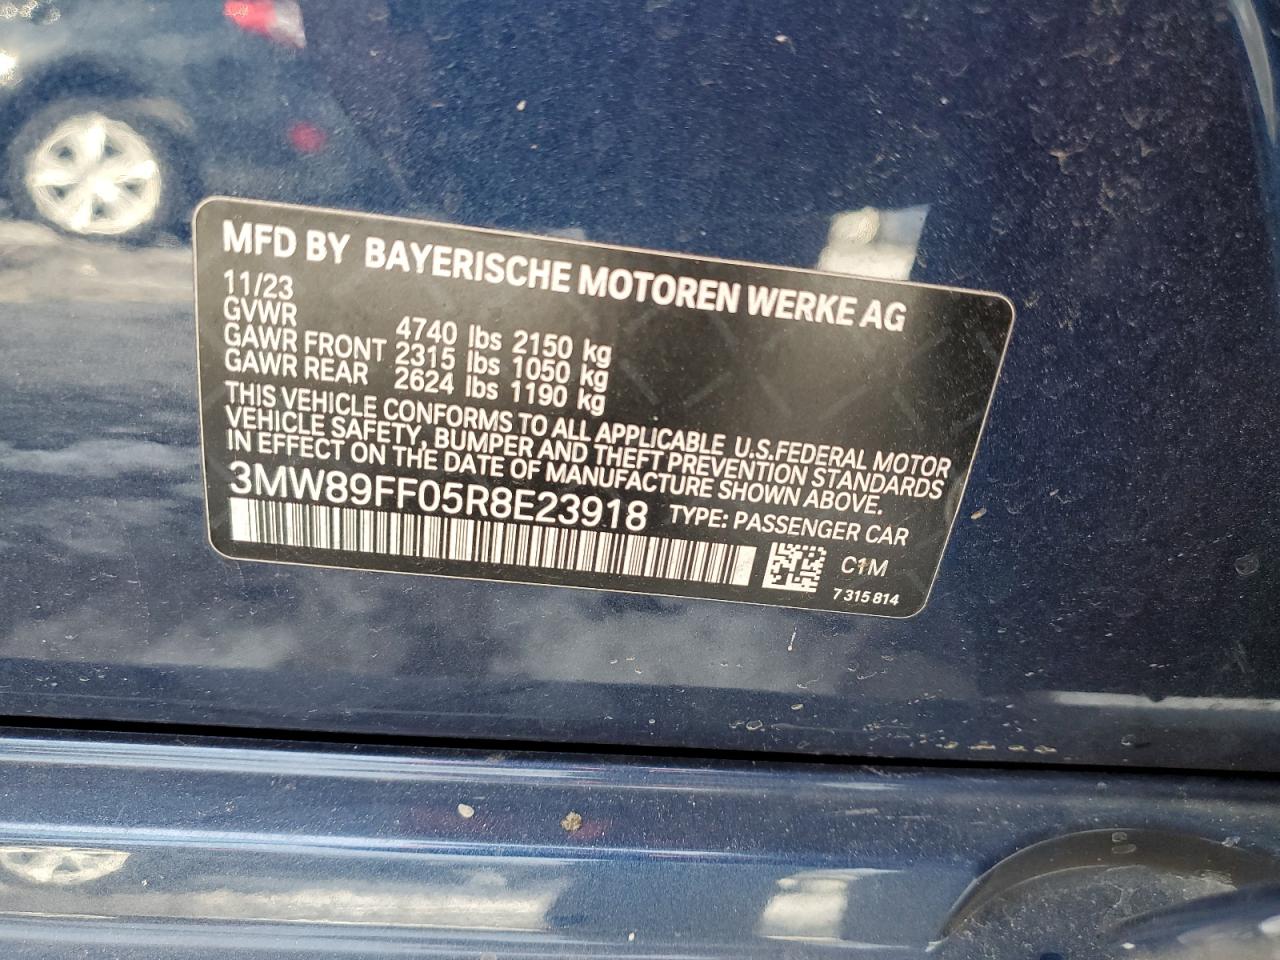 MFD BY BAYERISCHE MOTOREN WERKE AG
11/23
GVWR 4740 lbs 2150 kg
GAWR FRONT 2315 lbs 1050 kg
GAWR REAR 2624 lbs 1190 kg
THIS VEHICLE CONFORMS TO ALL APPLICABLE U.S.FEDERAL MOTOR
VEHICLE SAFETY, BUMPER AND THEFT PREVENTION STANDARDS
IN EFFECT ON THE DATE OF MANUFACTURE SHOWN ABOVE.
3MW89FF05R8E23918 TYPE: PASSENGER CAR
C1M
7 315 814